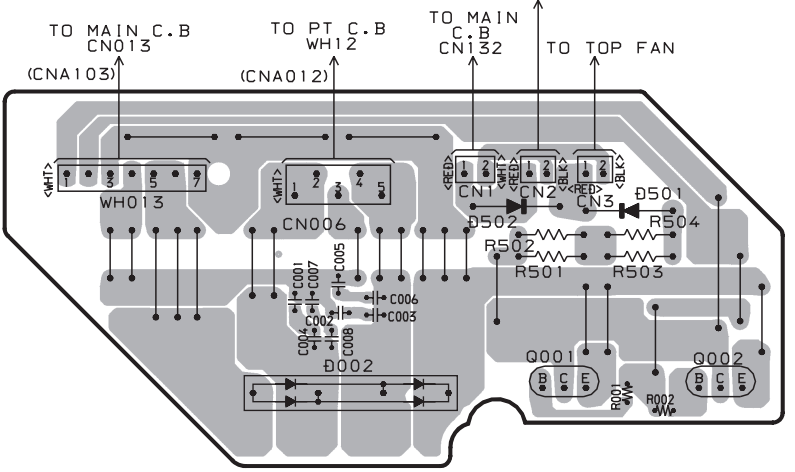 TO MAIN C.B
CN013
(CNA103)
TO PT C.B
WH12
(CNA012)
TO MAIN
C.B
CN132
TO TOP FAN
<WHT>
1 3 5 7
WH013
<WHT>
1 2 3 4 5
CN006
<RED> 1 2 <WHT>
CN1
<RED> 1 2 <BLK>
CN2
1 2 <BLK>
<RED>
CN3
D501
D502
R504
R502
R501
R503
C005
C001
C007
C006
C002
C003
C004
C008
D002
Q001
B C E
R001
R002
Q002
B C E